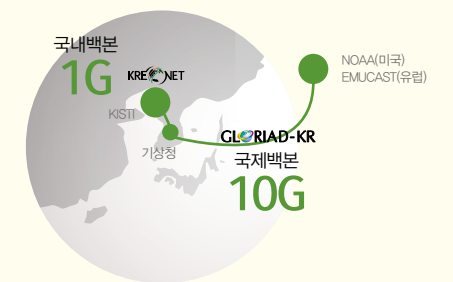 국내백본
1G
KREONET
KISTI
기상청
NOAA(미국)
EMUCAST(유럽)
GLORIAD-KR
국제백본
10G